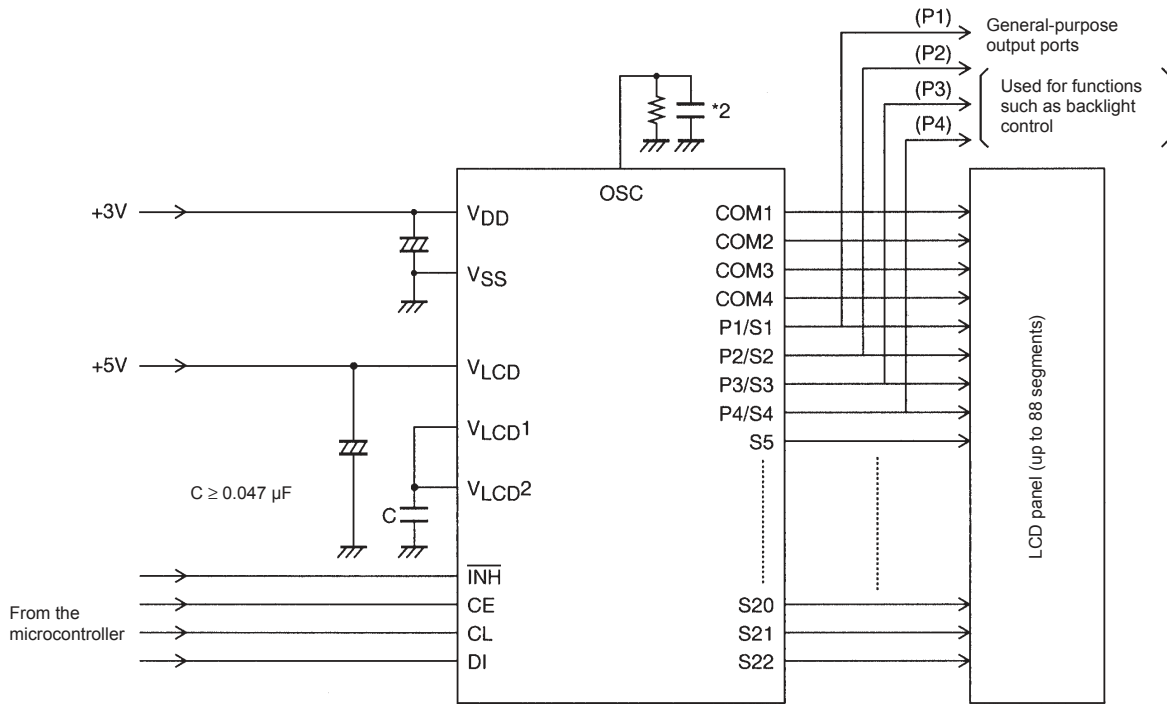 (P1)
General-purpose
output ports
(P2)
(P3)
Used for functions
such as backlight
control
(P4)
*2
OSC
+3V
VDD
VSS
+5V
VLCD
VLCD1
VLCD2
C ≥ 0.047 µF
C
INH
From the
microcontroller
CE
CL
DI
COM1
COM2
COM3
COM4
P1/S1
P2/S2
P3/S3
P4/S4
S5
S20
S21
S22
LCD panel (up to 88 segments)